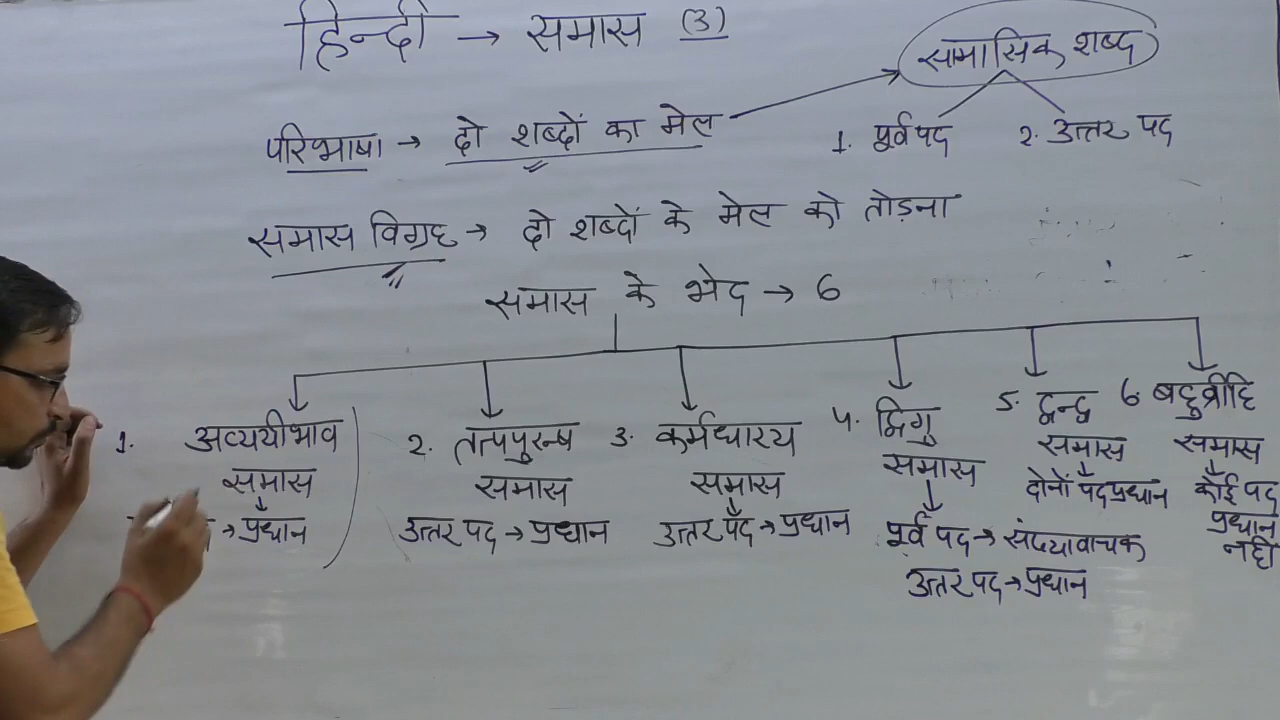 हिन्दी → समास (3)
सामासिक शब्द
परिभाषा → दो शब्दों का मेल
1. पूर्वपद 2. उत्तर पद
समास विग्रह → दो शब्दों के मेल को तोड़ना
समास के भेद → 6
1. अव्ययीभाव
समास
→ प्रधान
2. तत्पपुरुष
समास
उत्तर पद → प्रधान
3. कर्मधारय
समास
उत्तर पद → प्रधान
4. द्विगु
समास
पूर्व पद → संख्यावाचक
उत्तर पद → प्रधान
5. द्वन्द्व
समास
दोनों पद प्रधान
6 बहुव्रीहि
समास
कोई पद
प्रधान
नही